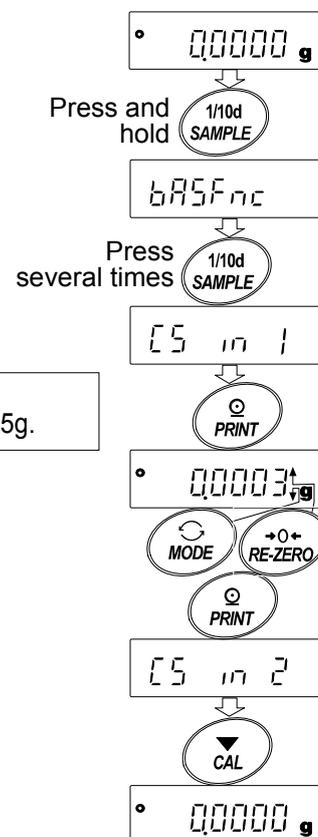 0.0000 g
Press and
hold
1/10d
SAMPLE
bASFnc
Press
several times
1/10d
SAMPLE
CS in 1
5g.
PRINT
0.0003 g
MODE
→0←
RE-ZERO
PRINT
CS in 2
CAL
0.0000 g